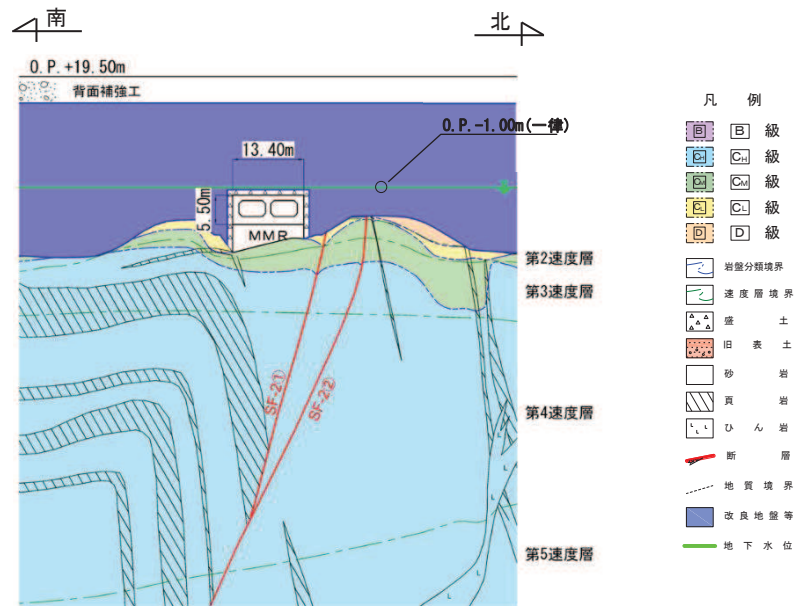 南
北
O.P.+19.50m
背面補強工
O.P.-1.00m(一律)
13.40m
5.50m
MMR
第2速度層
第3速度層
SF-2①
SF-2②
第4速度層
第5速度層
凡 例
B B 級
CH CH 級
CM CM 級
CL CL 級
D D 級
岩盤分類境界
速度層境界
盛 土
旧 表 土
砂 岩
頁 岩
ひ ん 岩
断 層
地 質 境 界
改 良 地 盤 等
地 下 水 位